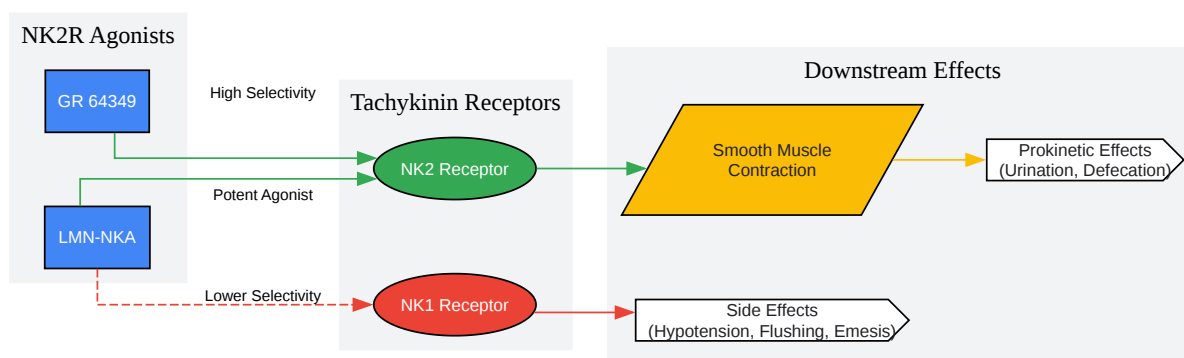 NK2R Agonists
GR 64349
LMN-NKA
High Selectivity
Potent Agonist
Lower Selectivity
Tachykinin Receptors
NK2 Receptor
NK1 Receptor
Downstream Effects
Smooth Muscle
Contraction
Prokinetic Effects
(Urination, Defecation)
Side Effects
(Hypotension, Flushing, Emesis)